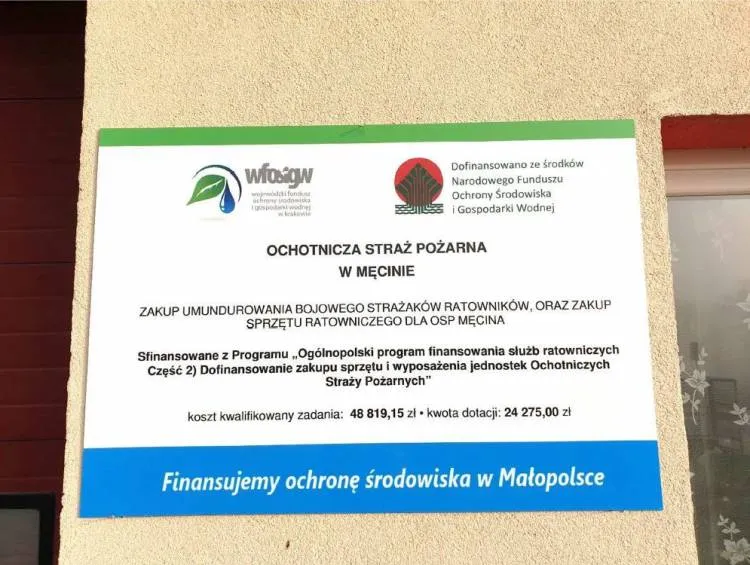 wfośigw
wojewódzki fundusz
ochrony środowiska
i gospodarki wodnej
w krakowie
Dofinansowano ze środków
Narodowego Funduszu
Ochrony Środowiska
i Gospodarki Wodnej
OCHOTNICZA STRAŻ POŻARNA
W MĘCINIE
ZAKUP UMUNDUROWANIA BOJOWEGO STRAŻAKÓW RATOWNIKÓW, ORAZ ZAKUP
SPRZĘTU RATOWNICZEGO DLA OSP MĘCINA
Sfinansowane z Programu „Ogólnopolski program finansowania służb ratowniczych
Część 2) Dofinansowanie zakupu sprzętu i wyposażenia jednostek Ochotniczych
Straży Pożarnych"
koszt kwalifikowany zadania: 48 819,15 zł • kwota dotacji: 24 275,00 zł
Finansujemy ochronę środowiska w Małopolsce